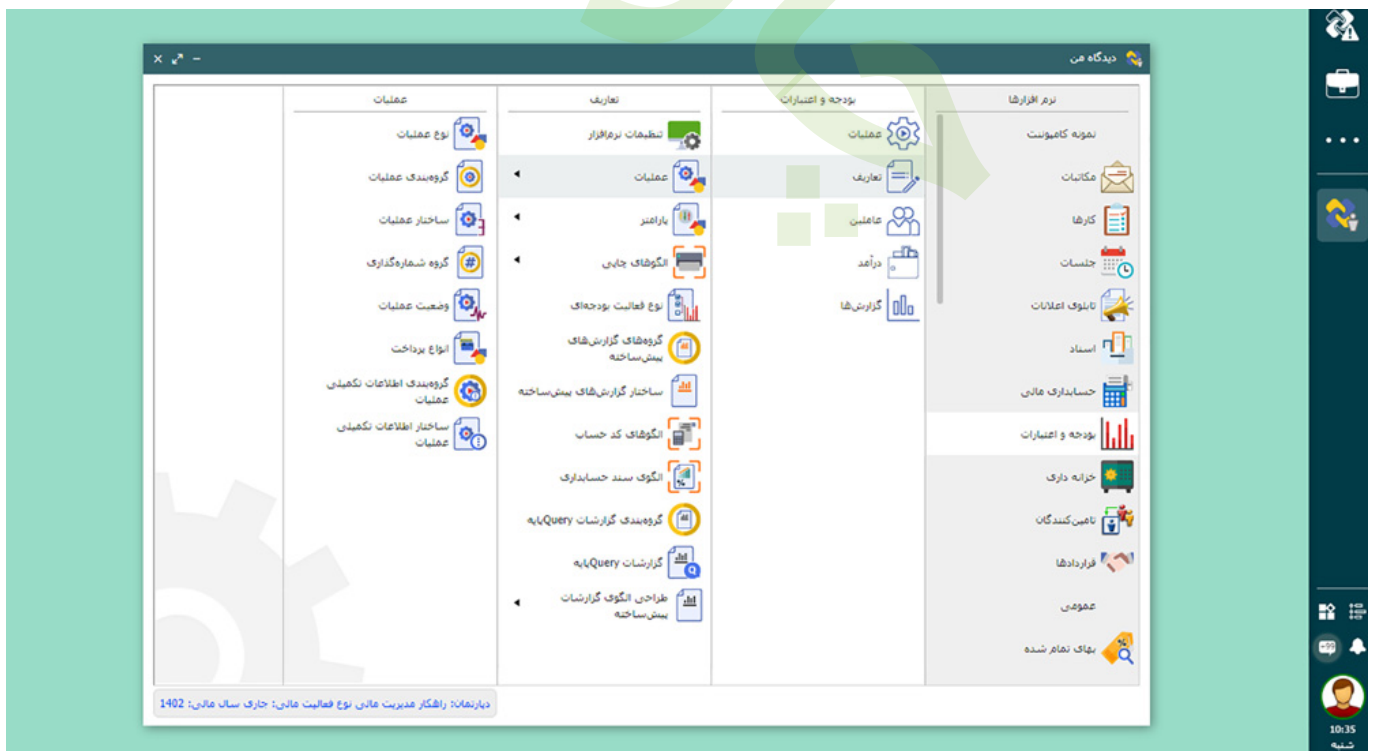 دیدگاه من
نرم افزارها
نمونه کامپوننت
مکاتبات
کارها
جلسات
تابلوی اعلانات
اسناد
حسابداری مالی
بودجه و اعتبارات
خزانه داری
تامین‌کنندگان
قراردادها
عمومی
بهای تمام شده
بودجه و اعتبارات
عملیات
تعاریف
عاملین
درآمد
گزارش‌ها
تعاریف
تنظیمات نرم‌افزار
عملیات
پارامتر
الگوهای چاپی
نوع فعالیت بودجه‌ای
گروه‌های گزارش‌های
پیش‌ساخته
ساختار گزارش‌های پیش‌ساخته
الگوهای کد حساب
الگوی سند حسابداری
گروه‌بندی گزارشات Queryپایه
گزارشات Queryپایه
طراحی الگوی گزارشات
پیش‌ساخته
عملیات
نوع عملیات
گروه‌بندی عملیات
ساختار عملیات
گروه شماره‌گذاری
وضعیت عملیات
انواع پرداخت
گروه‌بندی اطلاعات تکمیلی
عملیات
ساختار اطلاعات تکمیلی
عملیات
دپارتمان: راهکار مدیریت مالی نوع فعالیت مالی: جاری سال مالی: 1402
+99
10:35
شنبه